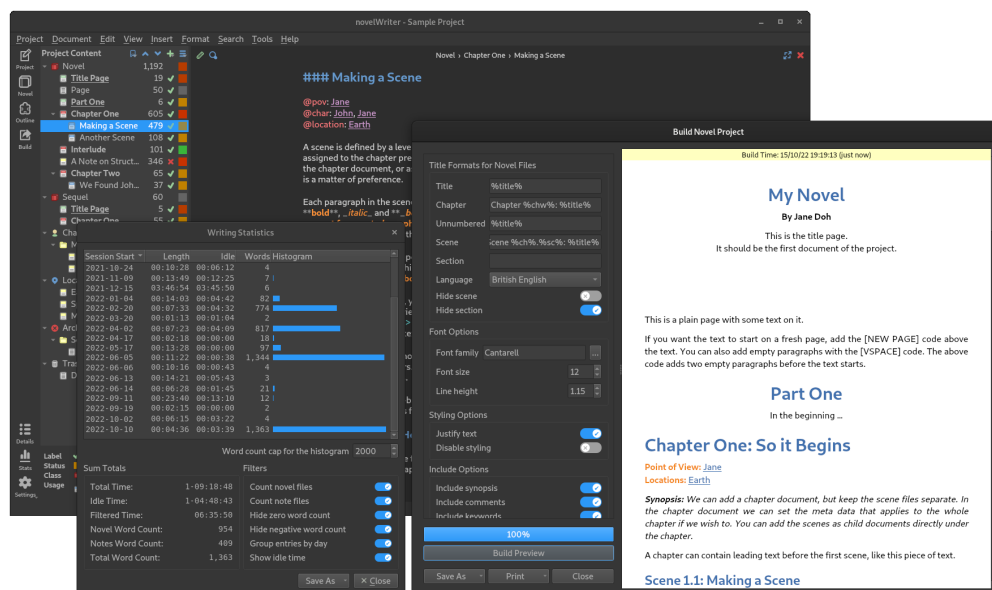 novelWriter - Sample Project
Project Document Edit View Insert Format Search Tools Help
Project
Novel
Outline
Build
Details
Stats
Settings
Project Content
Novel 1,192
Title Page 19
Page 50
Part One 6
Chapter One 605
Making a Scene 479
Another Scene 108
Interlude 101
A Note on Struct... 346
Chapter Two 65
We Found Joh... 37
Sequel 60
Title Page 5
Chapter One 55
Cha
M
Loc
E
S
M
Arc
S
Tra
D
Label
Status
Class
Usage
Novel › Chapter One › Making a Scene
### Making a Scene
@pov: Jane
@char: John, Jane
@location: Earth
A scene is defined by a leve
assigned to the chapter pre
the chapter document, or a
is a matter of preference.
Each paragraph in the scen
**bold**, _italic_ and **_b
Writing Statistics
Session Start Length Idle Words Histogram
2021-10-24 00:10:28 00:06:12 4
2021-11-09 00:13:49 00:12:25 7
2021-12-15 03:46:54 03:45:50 6
2022-01-04 00:14:03 00:04:42 82
2022-02-20 00:07:33 00:04:32 774
2022-03-20 00:01:13 00:01:04 2
2022-04-02 00:07:23 00:04:09 817
2022-04-17 00:02:18 00:00:00 18
2022-05-17 00:13:28 00:00:00 97
2022-06-05 00:11:22 00:00:38 1,344
2022-06-06 00:10:16 00:00:43 4
2022-06-13 00:14:21 00:05:43 3
2022-06-14 00:06:28 00:01:45 21
2022-09-11 00:23:40 00:13:10 12
2022-09-19 00:02:15 00:00:00 2
2022-10-02 00:06:15 00:03:22 4
2022-10-10 00:04:36 00:03:39 1,363
Word count cap for the histogram 2000
Sum Totals
Total Time: 1-09:18:48
Idle Time: 1-04:48:43
Filtered Time: 06:35:50
Novel Word Count: 954
Notes Word Count: 409
Total Word Count: 1,363
Filters
Count novel files
Count note files
Hide zero word count
Hide negative word count
Group entries by day
Show idle time
Save As
Close
Build Novel Project
Title Formats for Novel Files
Title %title%
Chapter Chapter %chw%: %title%
Unnumbered %title%
Scene cene %ch%.%sc%: %title%
Section
Language British English
Hide scene
Hide section
Font Options
Font family Cantarell ...
Font size 12
Line height 1.15
Styling Options
Justify text
Disable styling
Include Options
Include synopsis
Include comments
Include keywords
100%
Build Preview
Save As Print Close
Build Time: 15/10/22 19:19:13 (just now)
My Novel
By Jane Doh
This is the title page.
It should be the first document of the project.
This is a plain page with some text on it.
If you want the text to start on a fresh page, add the [NEW PAGE] code above
the text. You can also add empty paragraphs with the [VSPACE] code. The above
code adds two empty paragraphs before the text starts.
Part One
In the beginning ...
Chapter One: So it Begins
Point of View: Jane
Locations: Earth
Synopsis: We can add a chapter document, but keep the scene files separate. In
the chapter document we can set the meta data that applies to the whole
chapter if we wish to. You can add the scenes as child documents directly under
the chapter.
A chapter can contain leading text before the first scene, like this piece of text.
Scene 1.1: Making a Scene